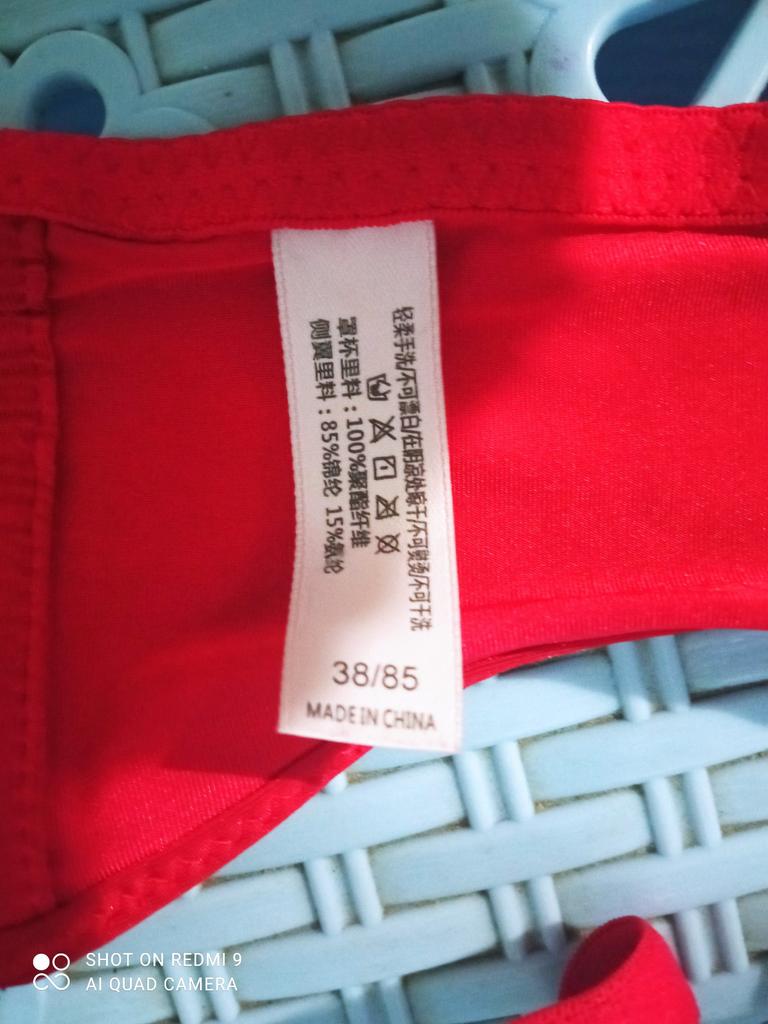 轻柔手洗/不可漂白/在阴凉处晾干/不可熨烫/不可干洗
罩杯里料：100%聚酯纤维
侧翼里料：85%锦纶 15%氨纶
38/85
MADE IN CHINA
SHOT ON REDMI 9
AI QUAD CAMERA